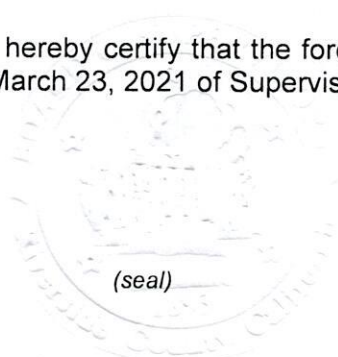 hereby certify that the fore
March 23, 2021 of Supervis
(seal)